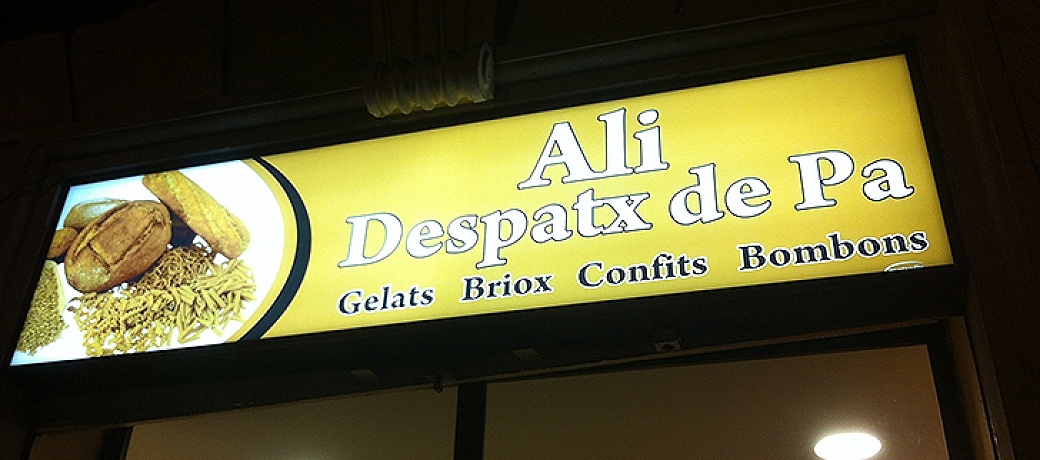 Ali
Despatx de Pa
Gelats Briox Confits Bombons